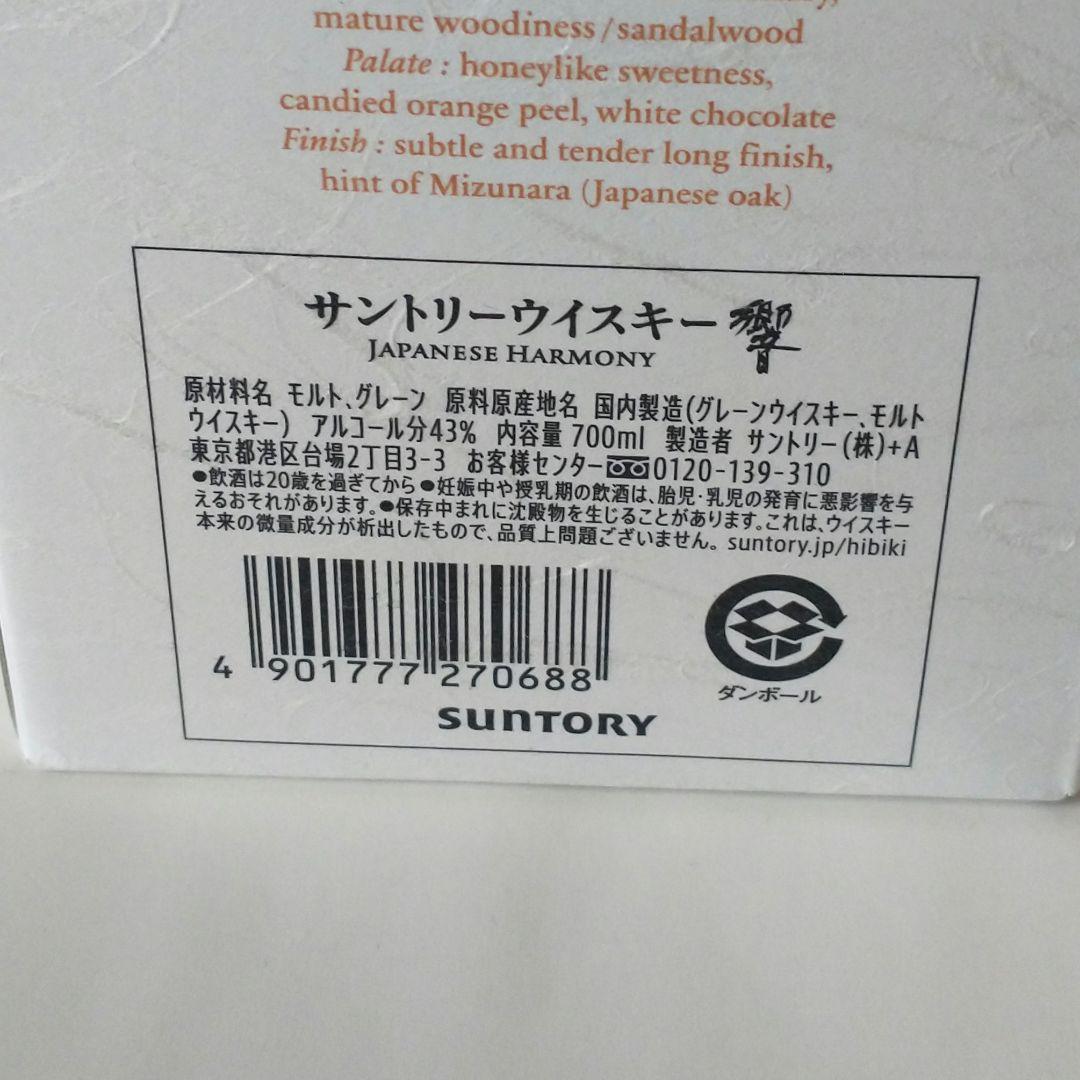 mature woodiness/sandalwood
Palate : honeylike sweetness,
candied orange peel, white chocolate
Finish : subtle and tender long finish,
hint of Mizunara (Japanese oak)
サントリーウイスキー 響
JAPANESE HARMONY
原材料名 モルト、グレーン 原料原産地名 国内製造(グレーンウイスキー、モルト
ウイスキー) アルコール分43% 内容量 700ml 製造者 サントリー(株)+A
東京都港区台場2丁目3-3 お客様センター 0120-139-310
●飲酒は20歳を過ぎてから●妊娠中や授乳期の飲酒は、胎児・乳児の発育に悪影響を与
えるおそれがあります。●保存中まれに沈殿物を生じることがあります。これは、ウイスキー
本来の微量成分が析出したもので、品質上問題ございません。 suntory.jp/hibiki
4 901777 270688
ダンボール
SUNTORY